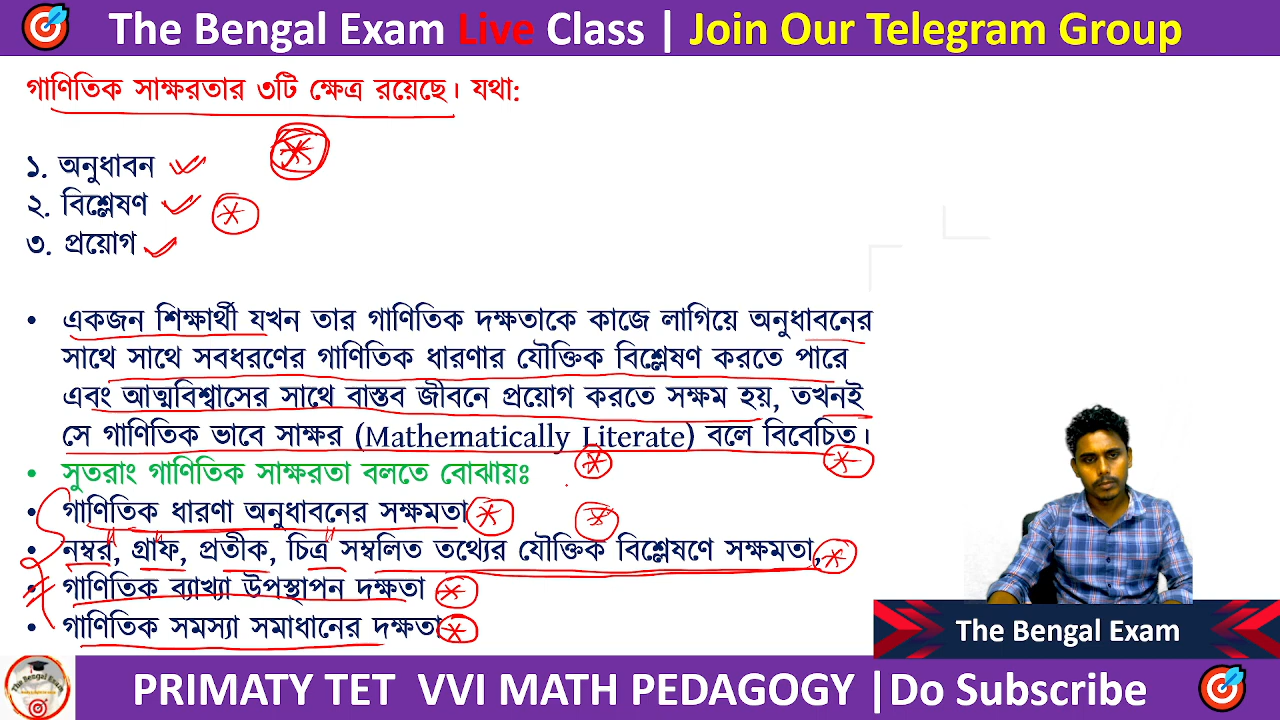 The Bengal Exam Live Class | Join Our Telegram Group
গাণিতিক সাক্ষরতার ৩টি ক্ষেত্র রয়েছে। যথা:
১. অনুধাবন
২. বিশ্লেষণ
৩. প্রয়োগ
• একজন শিক্ষার্থী যখন তার গাণিতিক দক্ষতাকে কাজে লাগিয়ে অনুধাবনের
সাথে সাথে সবধরণের গাণিতিক ধারণার যৌক্তিক বিশ্লেষণ করতে পারে
এবং আত্মবিশ্বাসের সাথে বাস্তব জীবনে প্রয়োগ করতে সক্ষম হয়, তখনই
সে গাণিতিক ভাবে সাক্ষর (Mathematically Literate) বলে বিবেচিত।
• সুতরাং গাণিতিক সাক্ষরতা বলতে বোঝায়ঃ
• গাণিতিক ধারণা অনুধাবনের সক্ষমতা
• নম্বর, গ্রাফ, প্রতীক, চিত্র সম্বলিত তথ্যের যৌক্তিক বিশ্লেষণে সক্ষমতা,
• গাণিতিক ব্যাখ্যা উপস্থাপন দক্ষতা
• গাণিতিক সমস্যা সমাধানের দক্ষতা
The Bengal Exam
The Bengal Exam
PRIMATY TET VVI MATH PEDAGOGY |Do Subscribe